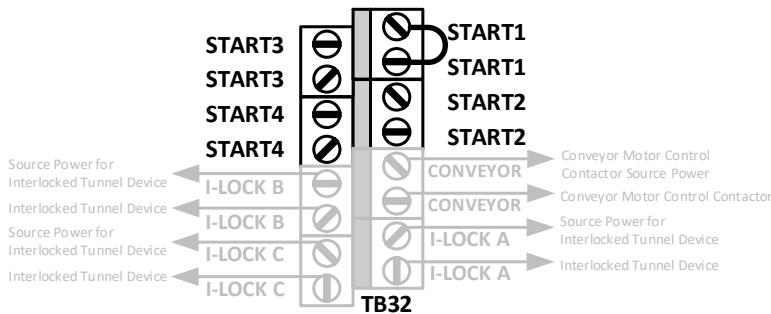 START3
START3
START4
START4
Source Power for
Interlocked Tunnel Device
I-LOCK B
Interlocked Tunnel Device
I-LOCK B
Source Power for
Interlocked Tunnel Device
I-LOCK C
Interlocked Tunnel Device
I-LOCK C
START1
START1
START2
START2
CONVEYOR
Conveyor Motor Control
Contactor Source Power
CONVEYOR
Conveyor Motor Control Contactor
I-LOCK A
Source Power for
Interlocked Tunnel Device
I-LOCK A
Interlocked Tunnel Device
TB32